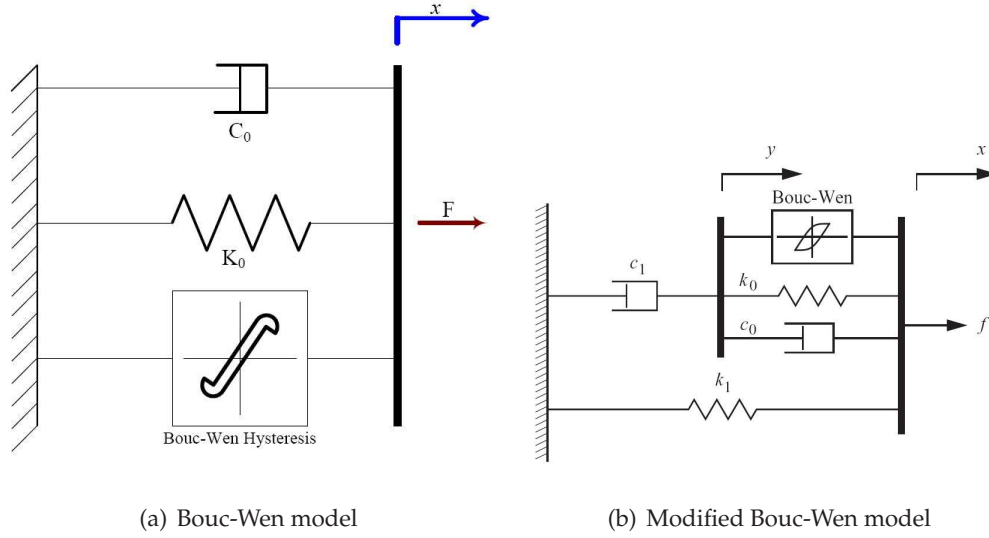 x
C₀
F
K₀
Bouc-Wen Hysteresis
y
x
Bouc-Wen
c₁
k₀
c₀
f
k₁
(a) Bouc-Wen model
(b) Modified Bouc-Wen model